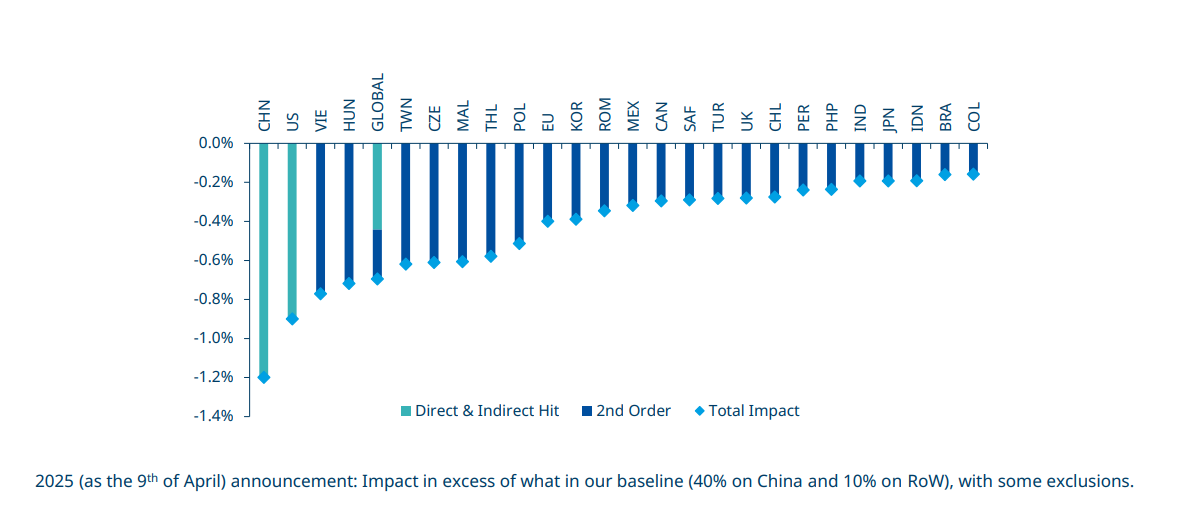 CHN US VIE HUN GLOBAL TWN CZE MAL THL POL EU KOR ROM MEX CAN SAF TUR UK CHL PER PHP IND JPN IDN BRA COL
0.0%
-0.2%
-0.4%
-0.6%
-0.8%
-1.0%
-1.2%
-1.4%
Direct & Indirect Hit 2nd Order Total Impact
2025 (as the 9th of April) announcement: Impact in excess of what in our baseline (40% on China and 10% on RoW), with some exclusions.